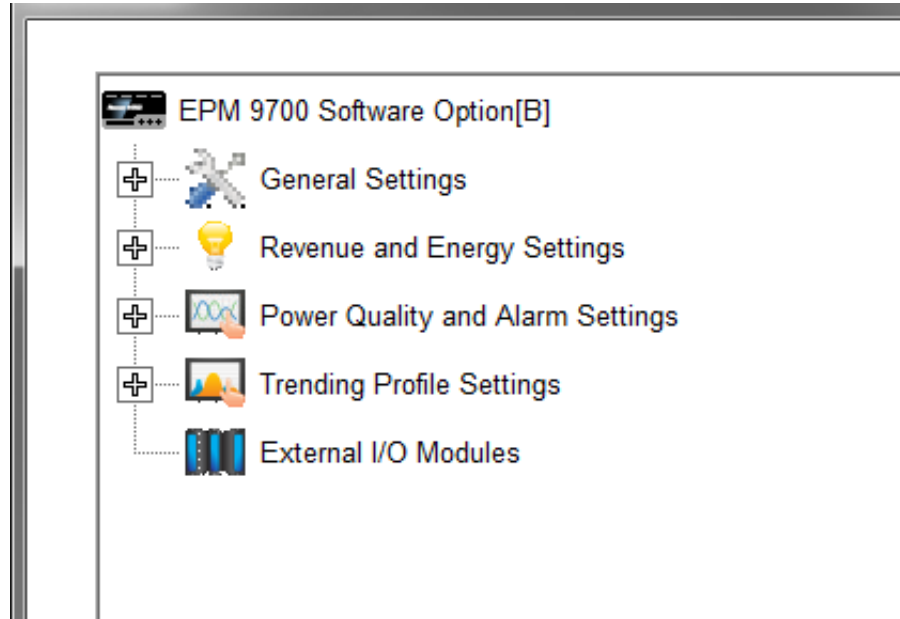 EPM 9700 Software Option[B]
General Settings
Revenue and Energy Settings
Power Quality and Alarm Settings
Trending Profile Settings
External I/O Modules